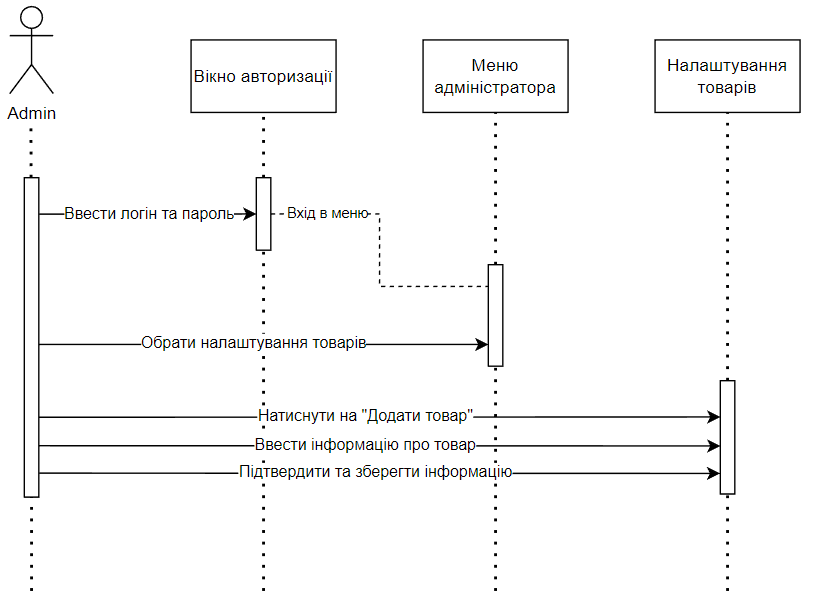 Admin
Вікно авторизації
Меню
адміністратора
Налаштування
товарів
Ввести логін та пароль
Вхід в меню
Обрати налаштування товарів
Натиснути на "Додати товар"
Ввести інформацію про товар
Підтвердити та зберегти інформацію